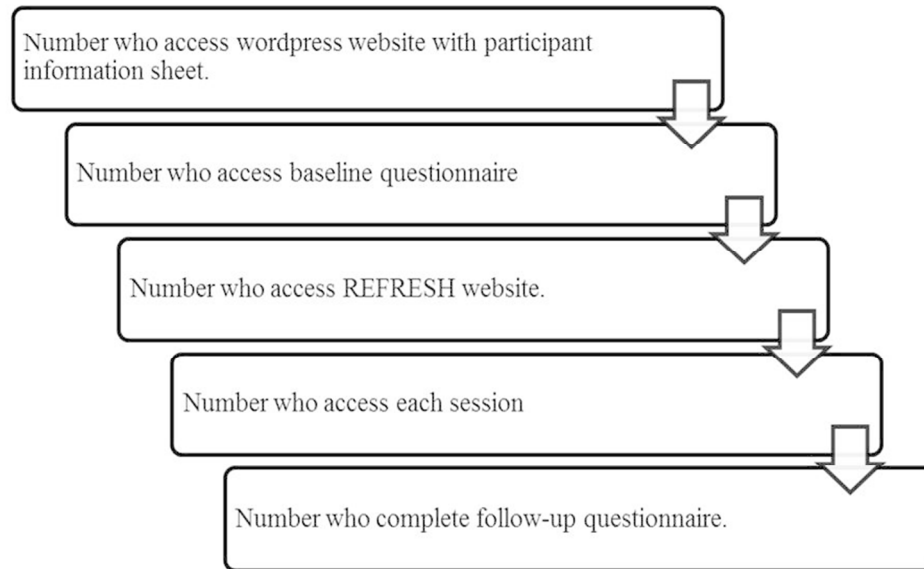 Number who access wordpress website with participant
information sheet.
Number who access baseline questionnaire
Number who access REFRESH website.
Number who access each session
Number who complete follow-up questionnaire.